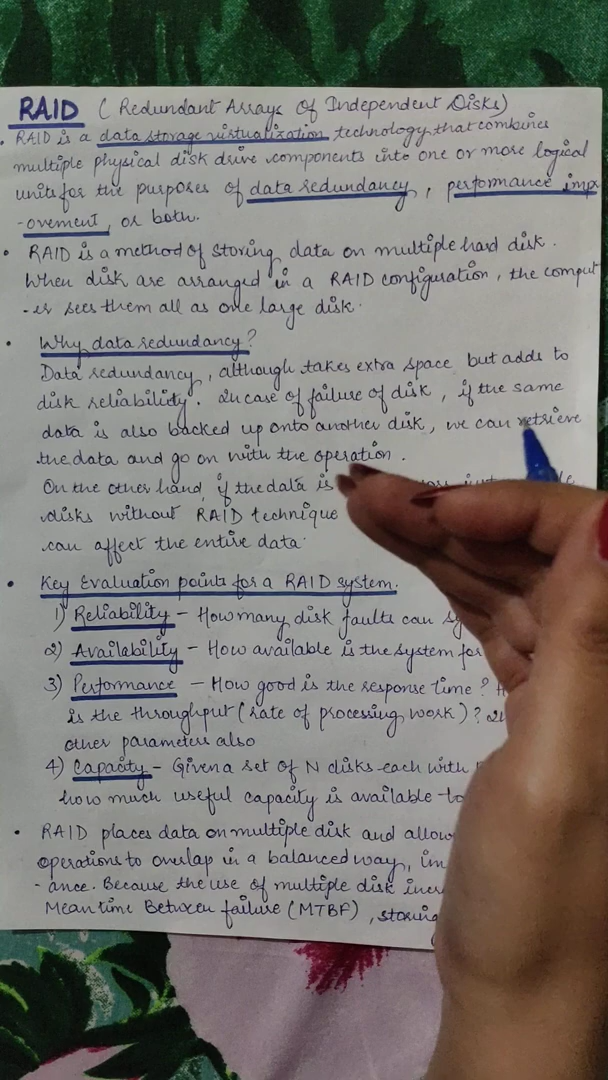 RAID ( Redundant Arrays Of Independent Disks)
• RAID is a data storage virtualization technology that combines
multiple physical disk drive components into one or more logical
units for the purposes of data redundancy, performance impr
-ovement, or both.
• RAID is a method of storing data on multiple hard disk.
When disk are arranged in a RAID configuration, the comput
-er sees them all as one large disk.
• Why data redundancy?
Data redundancy, although takes extra space but adds to
disk reliability. In case of failure of disk, if the same
data is also backed up onto another disk, we can retrieve
the data and go on with the operation.
On the other hand, if the data is
disks without RAID technique
can affect the entire data.
• Key Evaluation points for a RAID system.
1) Reliability - How many disk faults can
2) Availability - How available is the system for
3) Performance - How good is the response time?
is the throughput (rate of processing work)?
other parameters also
4) Capacity - Given a set of N disks each with
how much useful capacity is available to
• RAID places data on multiple disk and allow
operations to overlap in a balanced way, im
-ance. Because the use of multiple disk incr
Mean time Between failure (MTBF), storing